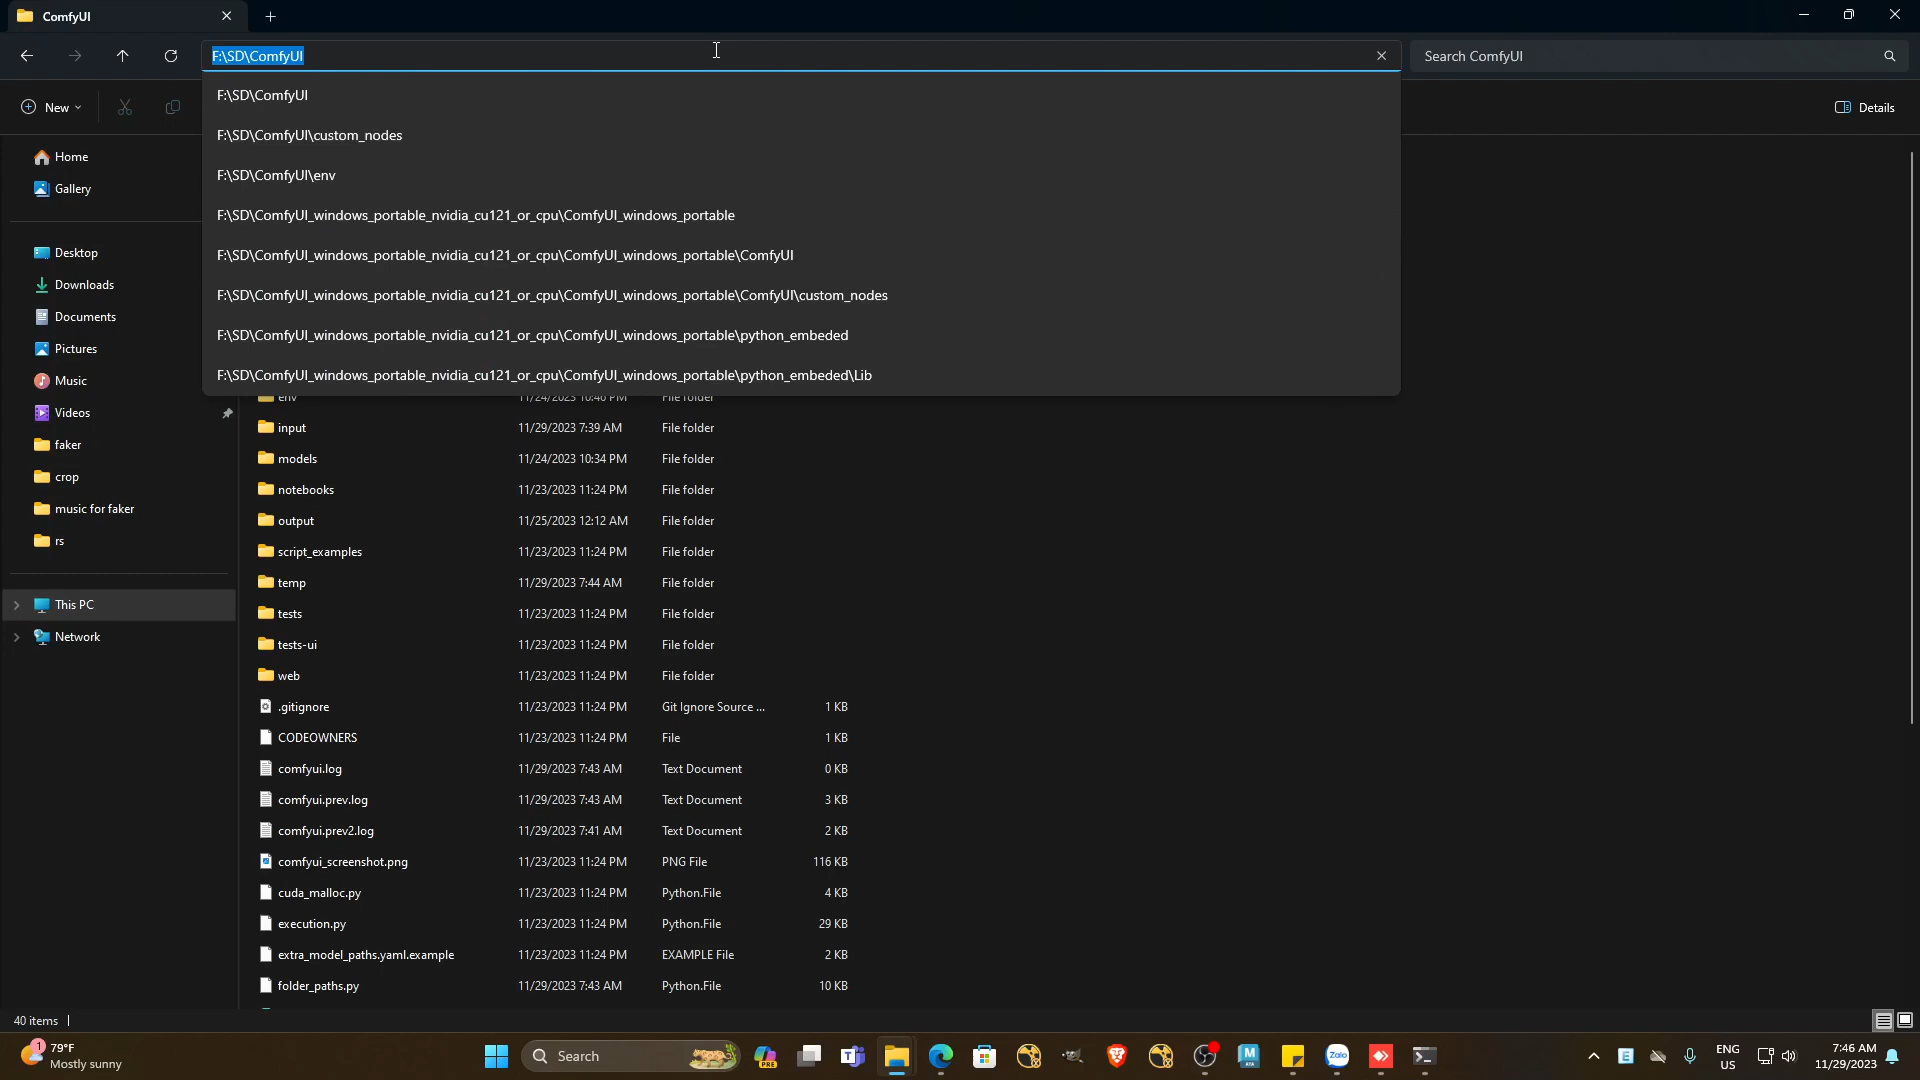 ComfyUI
F:\SD\ComfyUI
Search ComfyUI
New
Details
F:\SD\ComfyUI
F:\SD\ComfyUI\custom_nodes
F:\SD\ComfyUI\env
F:\SD\ComfyUI_windows_portable_nvidia_cu121_or_cpu\ComfyUI_windows_portable
F:\SD\ComfyUI_windows_portable_nvidia_cu121_or_cpu\ComfyUI_windows_portable\ComfyUI
F:\SD\ComfyUI_windows_portable_nvidia_cu121_or_cpu\ComfyUI_windows_portable\ComfyUI\custom_nodes
F:\SD\ComfyUI_windows_portable_nvidia_cu121_or_cpu\ComfyUI_windows_portable\python_embeded
F:\SD\ComfyUI_windows_portable_nvidia_cu121_or_cpu\ComfyUI_windows_portable\python_embeded\Lib
Home
Gallery
Desktop
Downloads
Documents
Pictures
Music
Videos
faker
crop
music for faker
rs
This PC
Network
env 11/24/2023 10:46 PM File folder
input 11/29/2023 7:39 AM File folder
models 11/24/2023 10:34 PM File folder
notebooks 11/23/2023 11:24 PM File folder
output 11/25/2023 12:12 AM File folder
script_examples 11/23/2023 11:24 PM File folder
temp 11/29/2023 7:44 AM File folder
tests 11/23/2023 11:24 PM File folder
tests-ui 11/23/2023 11:24 PM File folder
web 11/23/2023 11:24 PM File folder
.gitignore 11/23/2023 11:24 PM Git Ignore Source ... 1 KB
CODEOWNERS 11/23/2023 11:24 PM File 1 KB
comfyui.log 11/29/2023 7:43 AM Text Document 0 KB
comfyui.prev.log 11/29/2023 7:43 AM Text Document 3 KB
comfyui.prev2.log 11/29/2023 7:41 AM Text Document 2 KB
comfyui_screenshot.png 11/23/2023 11:24 PM PNG File 116 KB
cuda_malloc.py 11/23/2023 11:24 PM Python.File 4 KB
execution.py 11/23/2023 11:24 PM Python.File 29 KB
extra_model_paths.yaml.example 11/23/2023 11:24 PM EXAMPLE File 2 KB
folder_paths.py 11/29/2023 7:43 AM Python.File 10 KB
40 items
1
79°F
Mostly sunny
Search
PRE
Zalo
ENG
US
7:46 AM
11/29/2023